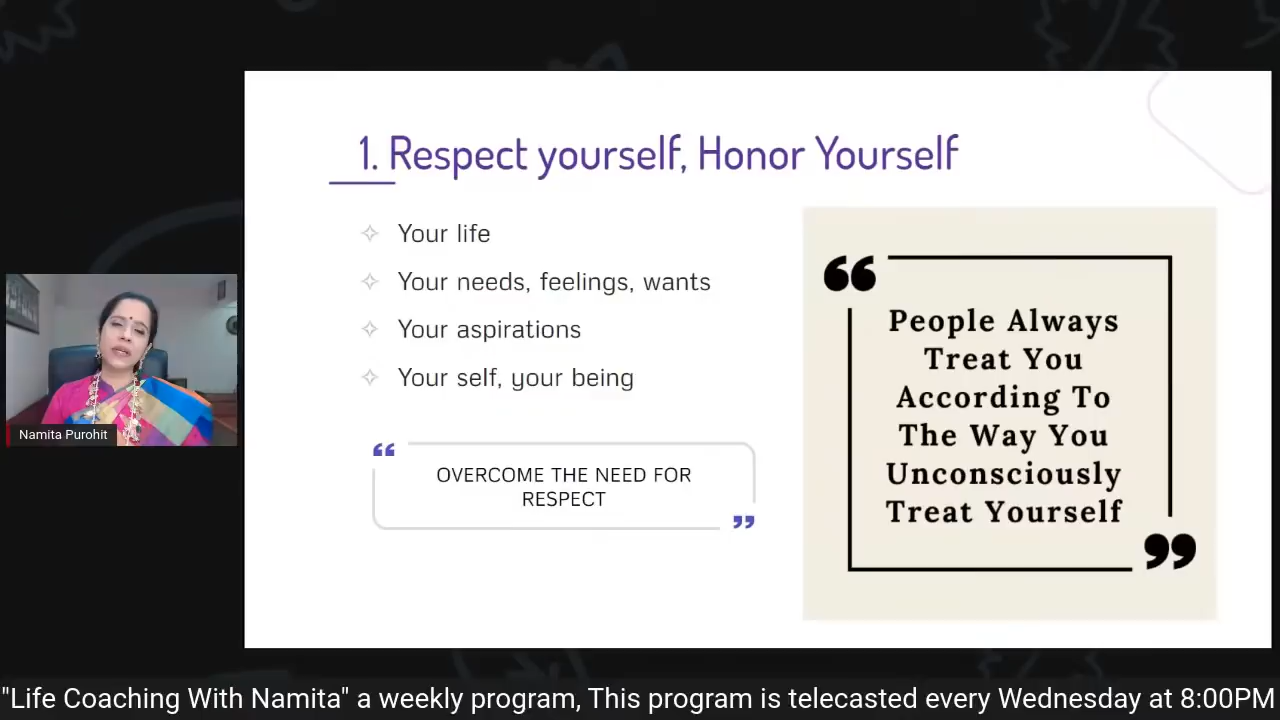 1. Respect yourself, Honor Yourself
Your life
Your needs, feelings, wants
Your aspirations
Your self, your being
“
OVERCOME THE NEED FOR
RESPECT
”
“
People Always
Treat You
According To
The Way You
Unconsciously
Treat Yourself
”
Namita Purohit
"Life Coaching With Namita" a weekly program, This program is telecasted every Wednesday at 8:00PM